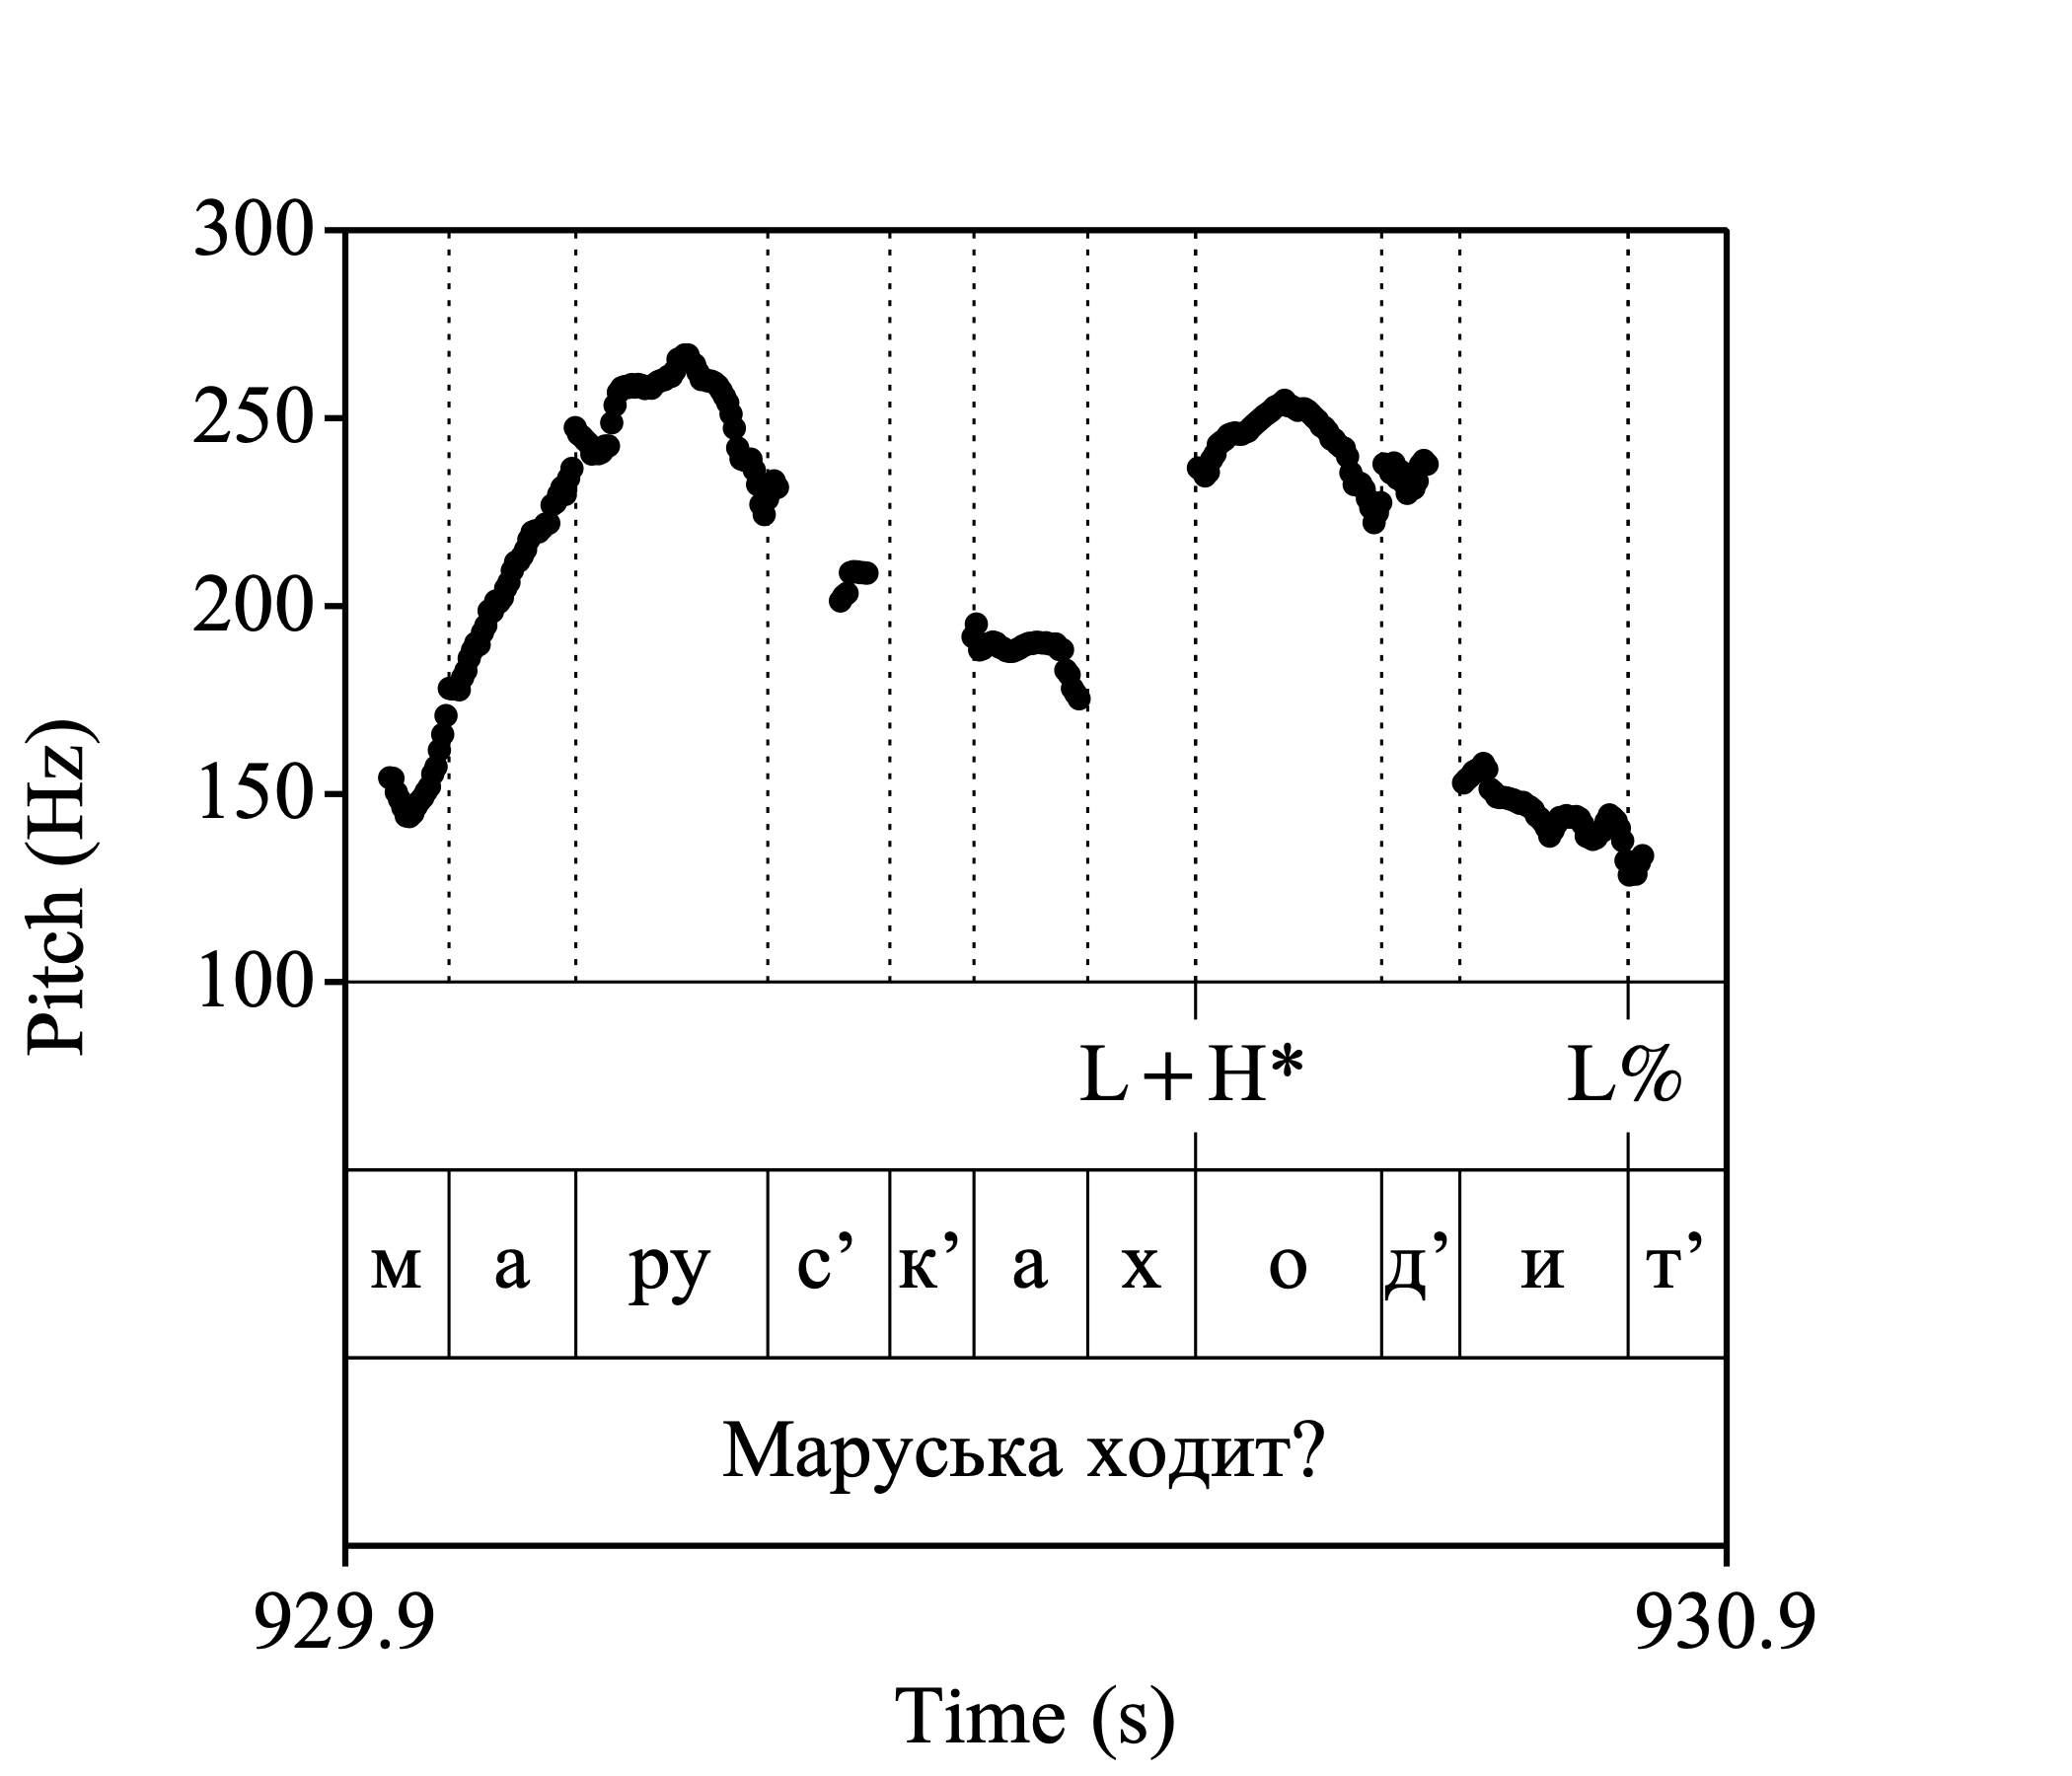 300
250
200
150
100
Pitch (Hz)
L+H* L%
м а ру с’ к’ а х о д’ и т’
Маруська ходит?
929.9 930.9
Time (s)